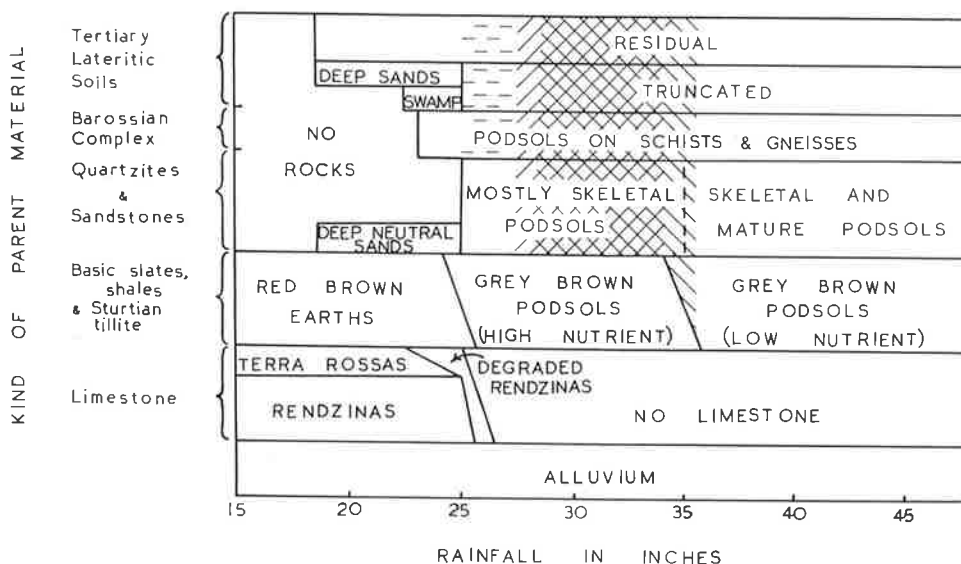 KIND OF PARENT MATERIAL
Tertiary
Lateritic
Soils
Barossian
Complex
Quartzites
&
Sandstones
Basic slates,
shales
& Sturtian
tillite
Limestone
RESIDUAL
DEEP SANDS
TRUNCATED
SWAMP
NO
ROCKS
PODSOLS ON SCHISTS & GNEISSES
MOSTLY SKELETAL
PODSOLS
SKELETAL AND
MATURE PODSOLS
DEEP NEUTRAL
SANDS
RED BROWN
EARTHS
GREY BROWN
PODSOLS
(HIGH NUTRIENT)
GREY BROWN
PODSOLS
(LOW NUTRIENT)
TERRA ROSSAS
DEGRADED
RENDZINAS
RENDZINAS
NO LIMESTONE
ALLUVIUM
15 20 25 30 35 40 45
RAINFALL IN INCHES